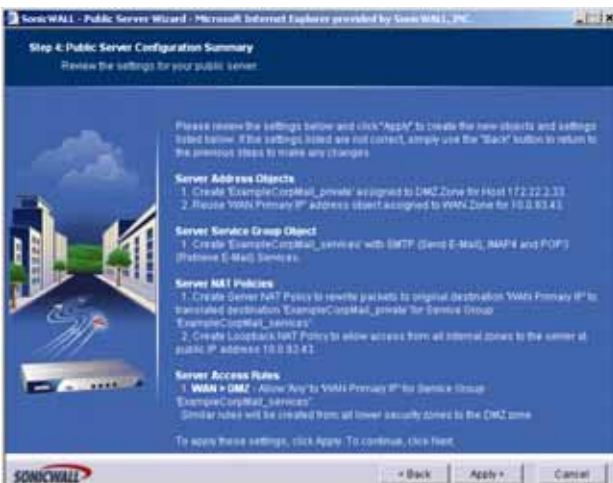 SonicWALL - Public Server Wizard - Microsoft Internet Explorer provided by SonicWALL, INC.
Step 4: Public Server Configuration Summary
Review the settings for your public server.
Please review the settings below and click "Apply" to create the new objects and settings
listed below. If the settings listed are not correct, simply use the "Back" button to return to
the previous steps to make any changes.
Server Address Objects
1. Create 'ExampleCorpMail_private' assigned to DMZ Zone for Host 172.22.2.33.
2. Reuse 'WAN Primary IP' address object assigned to WAN Zone for 10.0.93.43.
Server Service Group Object
1. Create 'ExampleCorpMail_services' with SMTP (Send E-Mail), IMAP4 and POP3
(Retrieve E-Mail) Services.
Server NAT Policies
1. Create Server NAT Policy to rewrite packets to original destination 'WAN Primary IP' to
translated destination 'ExampleCorpMail_private' for Service Group
'ExampleCorpMail_services'.
2. Create Loopback NAT Policy to allow access from all internal zones to the server at
public IP address 10.0.93.43.
Server Access Rules
1. WAN > DMZ - Allow 'Any' to 'WAN Primary IP' for Service Group
'ExampleCorpMail_services'.
Similar rules will be created from all lower security zones to the DMZ zone.
To apply these settings, click Apply. To continue, click Next.
SONICWALL
< Back
Apply >
Cancel